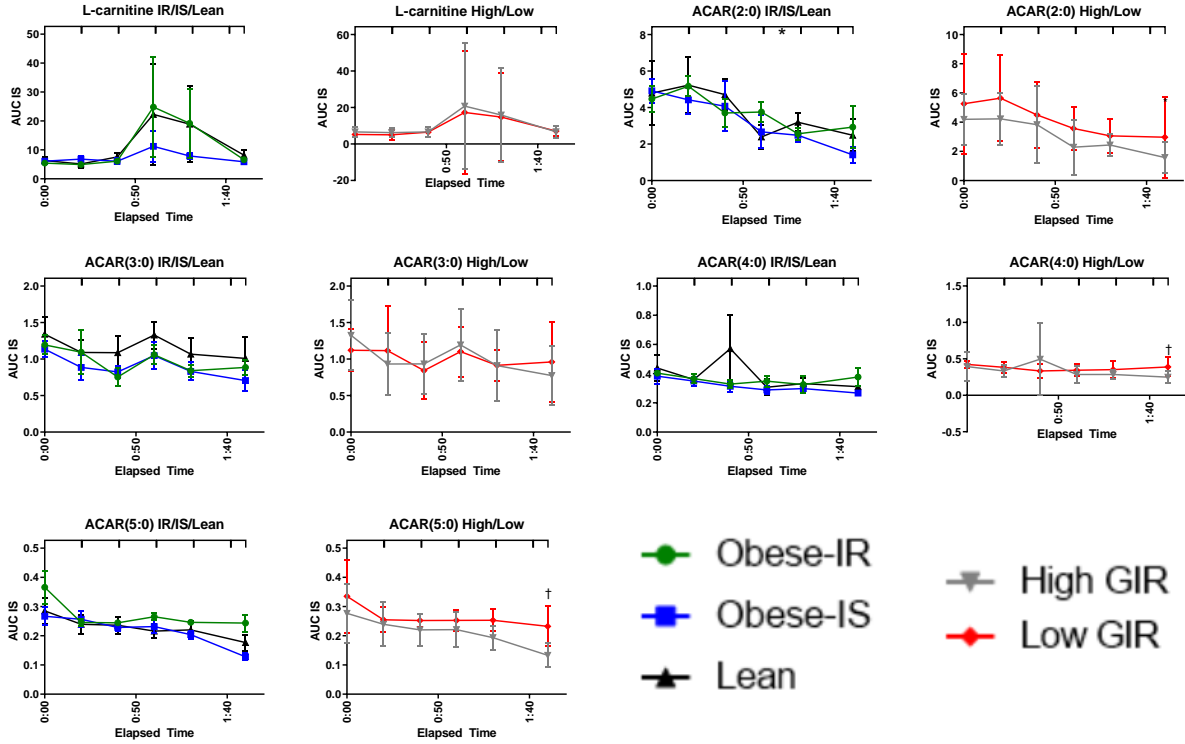 L-carnitine IR/IS/Lean
60
50
40
30
20
10
0
AUC IS
0:00
0:50
1:40
Elapsed Time
L-carnitine High/Low
60
40
20
0
-20
AUC IS
0:50
1:40
Elapsed Time
ACAR(2:0) IR/IS/Lean
*
8
6
4
2
0
AUC IS
0:00
0:50
1:40
Elapsed Time
ACAR(2:0) High/Low
10
8
6
4
2
0
AUC IS
0:00
0:50
1:40
Elapsed Time
ACAR(3:0) IR/IS/Lean
2.0
1.5
1.0
0.5
0.0
AUC IS
0:00
0:50
1:40
Elapsed Time
ACAR(3:0) High/Low
2.0
1.5
1.0
0.5
0.0
AUC IS
0:00
0:50
1:40
Elapsed Time
ACAR(4:0) IR/IS/Lean
1.0
0.8
0.6
0.4
0.2
0.0
AUC IS
0:00
0:50
1:40
Elapsed Time
ACAR(4:0) High/Low
†
1.5
1.0
0.5
0.0
-0.5
AUC IS
0:50
1:40
Elapsed Time
ACAR(5:0) IR/IS/Lean
0.5
0.4
0.3
0.2
0.1
0.0
AUC IS
0:00
0:50
1:40
Elapsed Time
ACAR(5:0) High/Low
†
0.5
0.4
0.3
0.2
0.1
0.0
AUC IS
0:00
0:50
1:40
Elapsed Time
Obese-IR
Obese-IS
Lean
High GIR
Low GIR